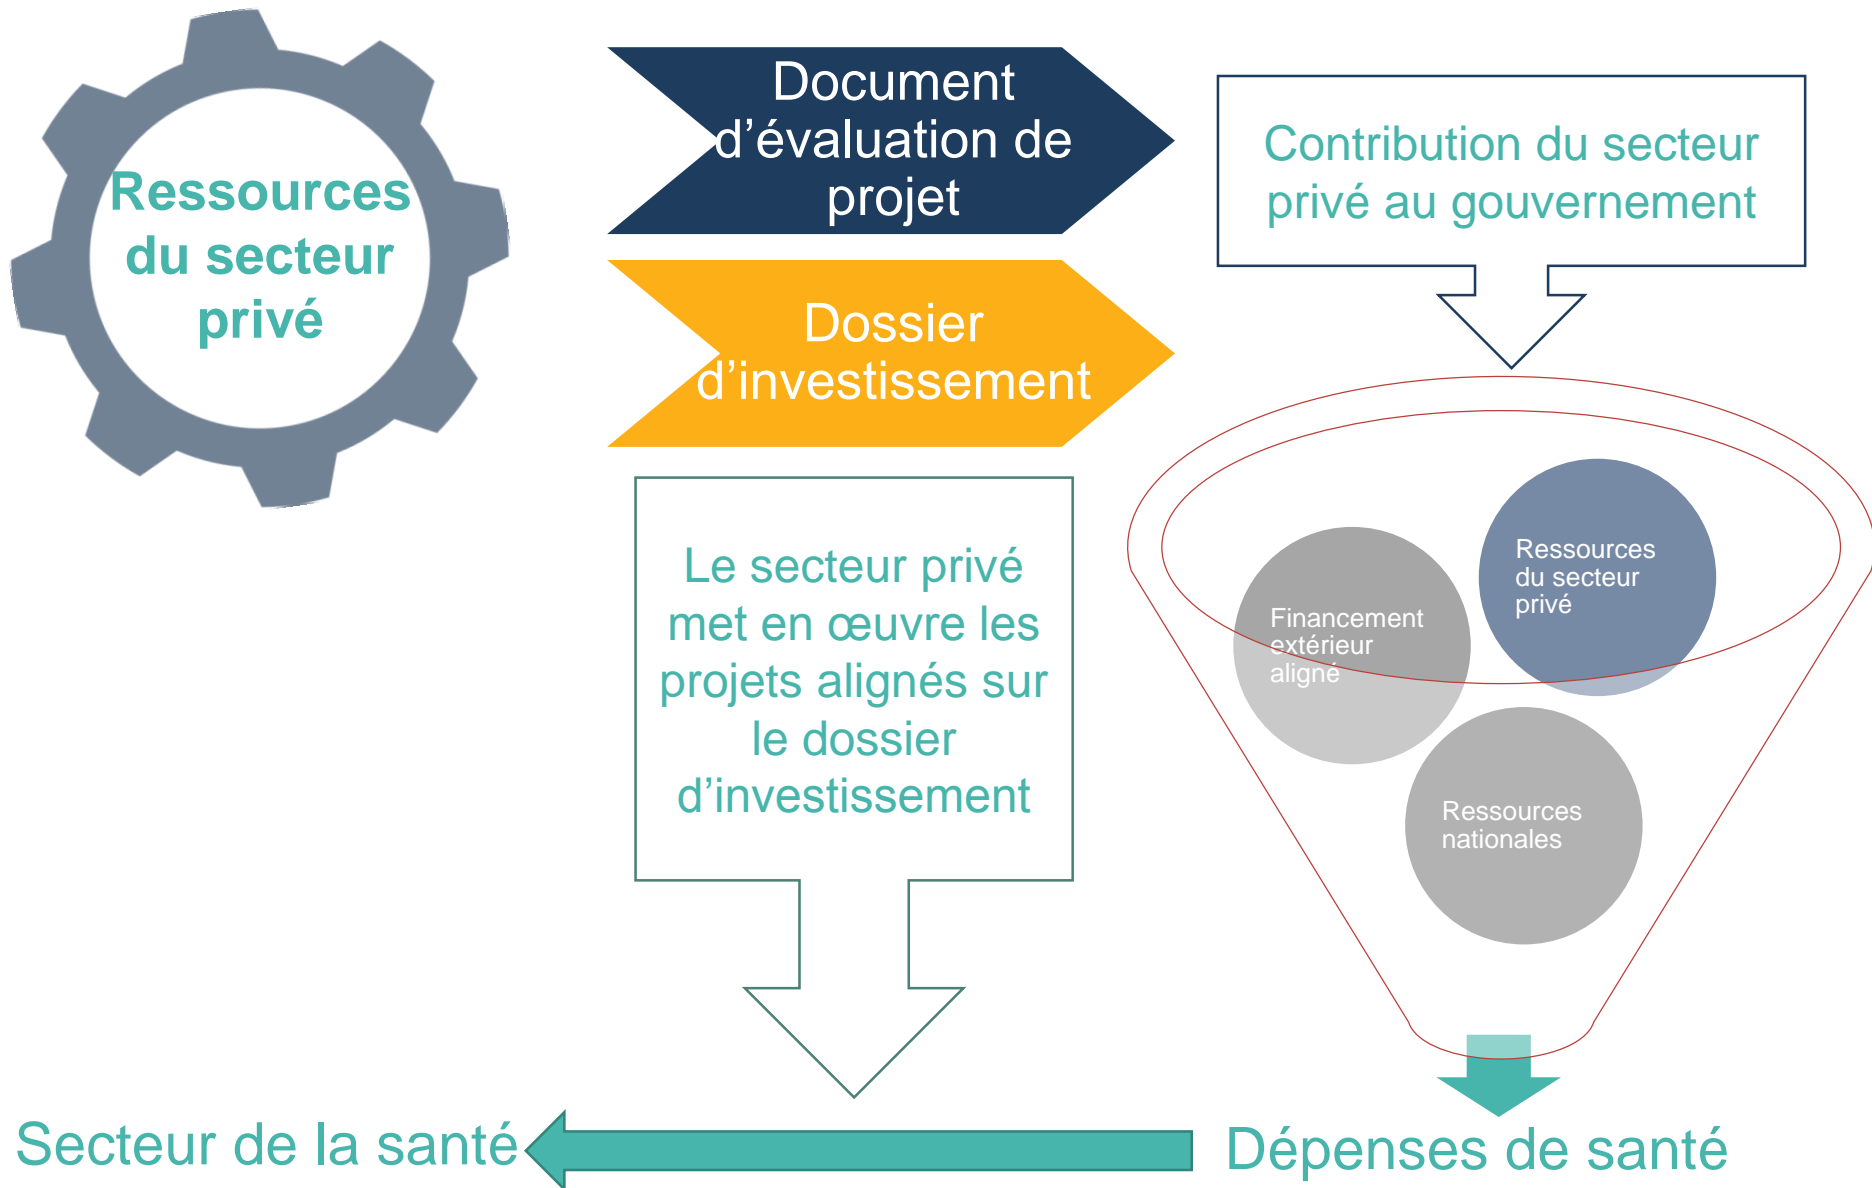 Ressources
du secteur
privé
Document
d’évaluation de
projet
Dossier
d’investissement
Contribution du secteur
privé au gouvernement
Le secteur privé
met en œuvre les
projets alignés sur
le dossier
d’investissement
Ressources
du secteur
privé
Financement
extérieur
aligné
Ressources
nationales
Secteur de la santé
Dépenses de santé